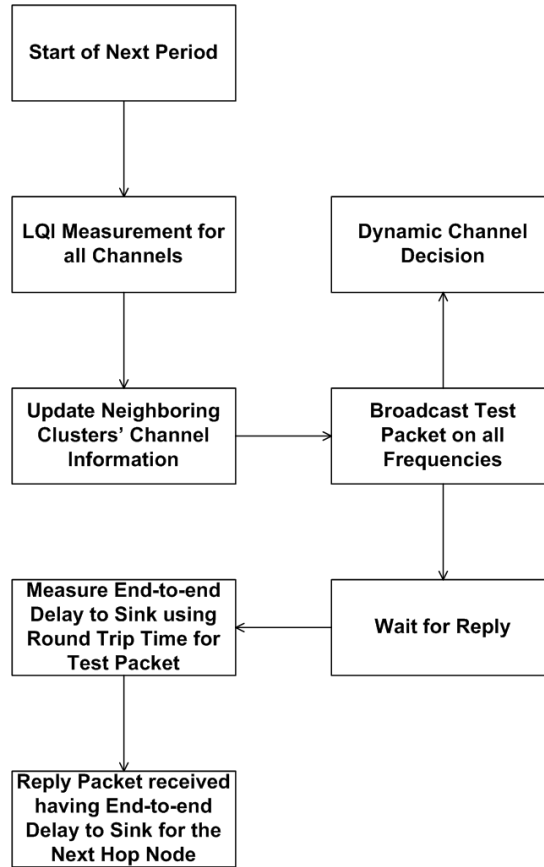 Start of Next Period
LQI Measurement for
all Channels
Dynamic Channel
Decision
Update Neighboring
Clusters' Channel
Information
Broadcast Test
Packet on all
Frequencies
Measure End-to-end
Delay to Sink using
Round Trip Time for
Test Packet
Wait for Reply
Reply Packet received
having End-to-end
Delay to Sink for the
Next Hop Node